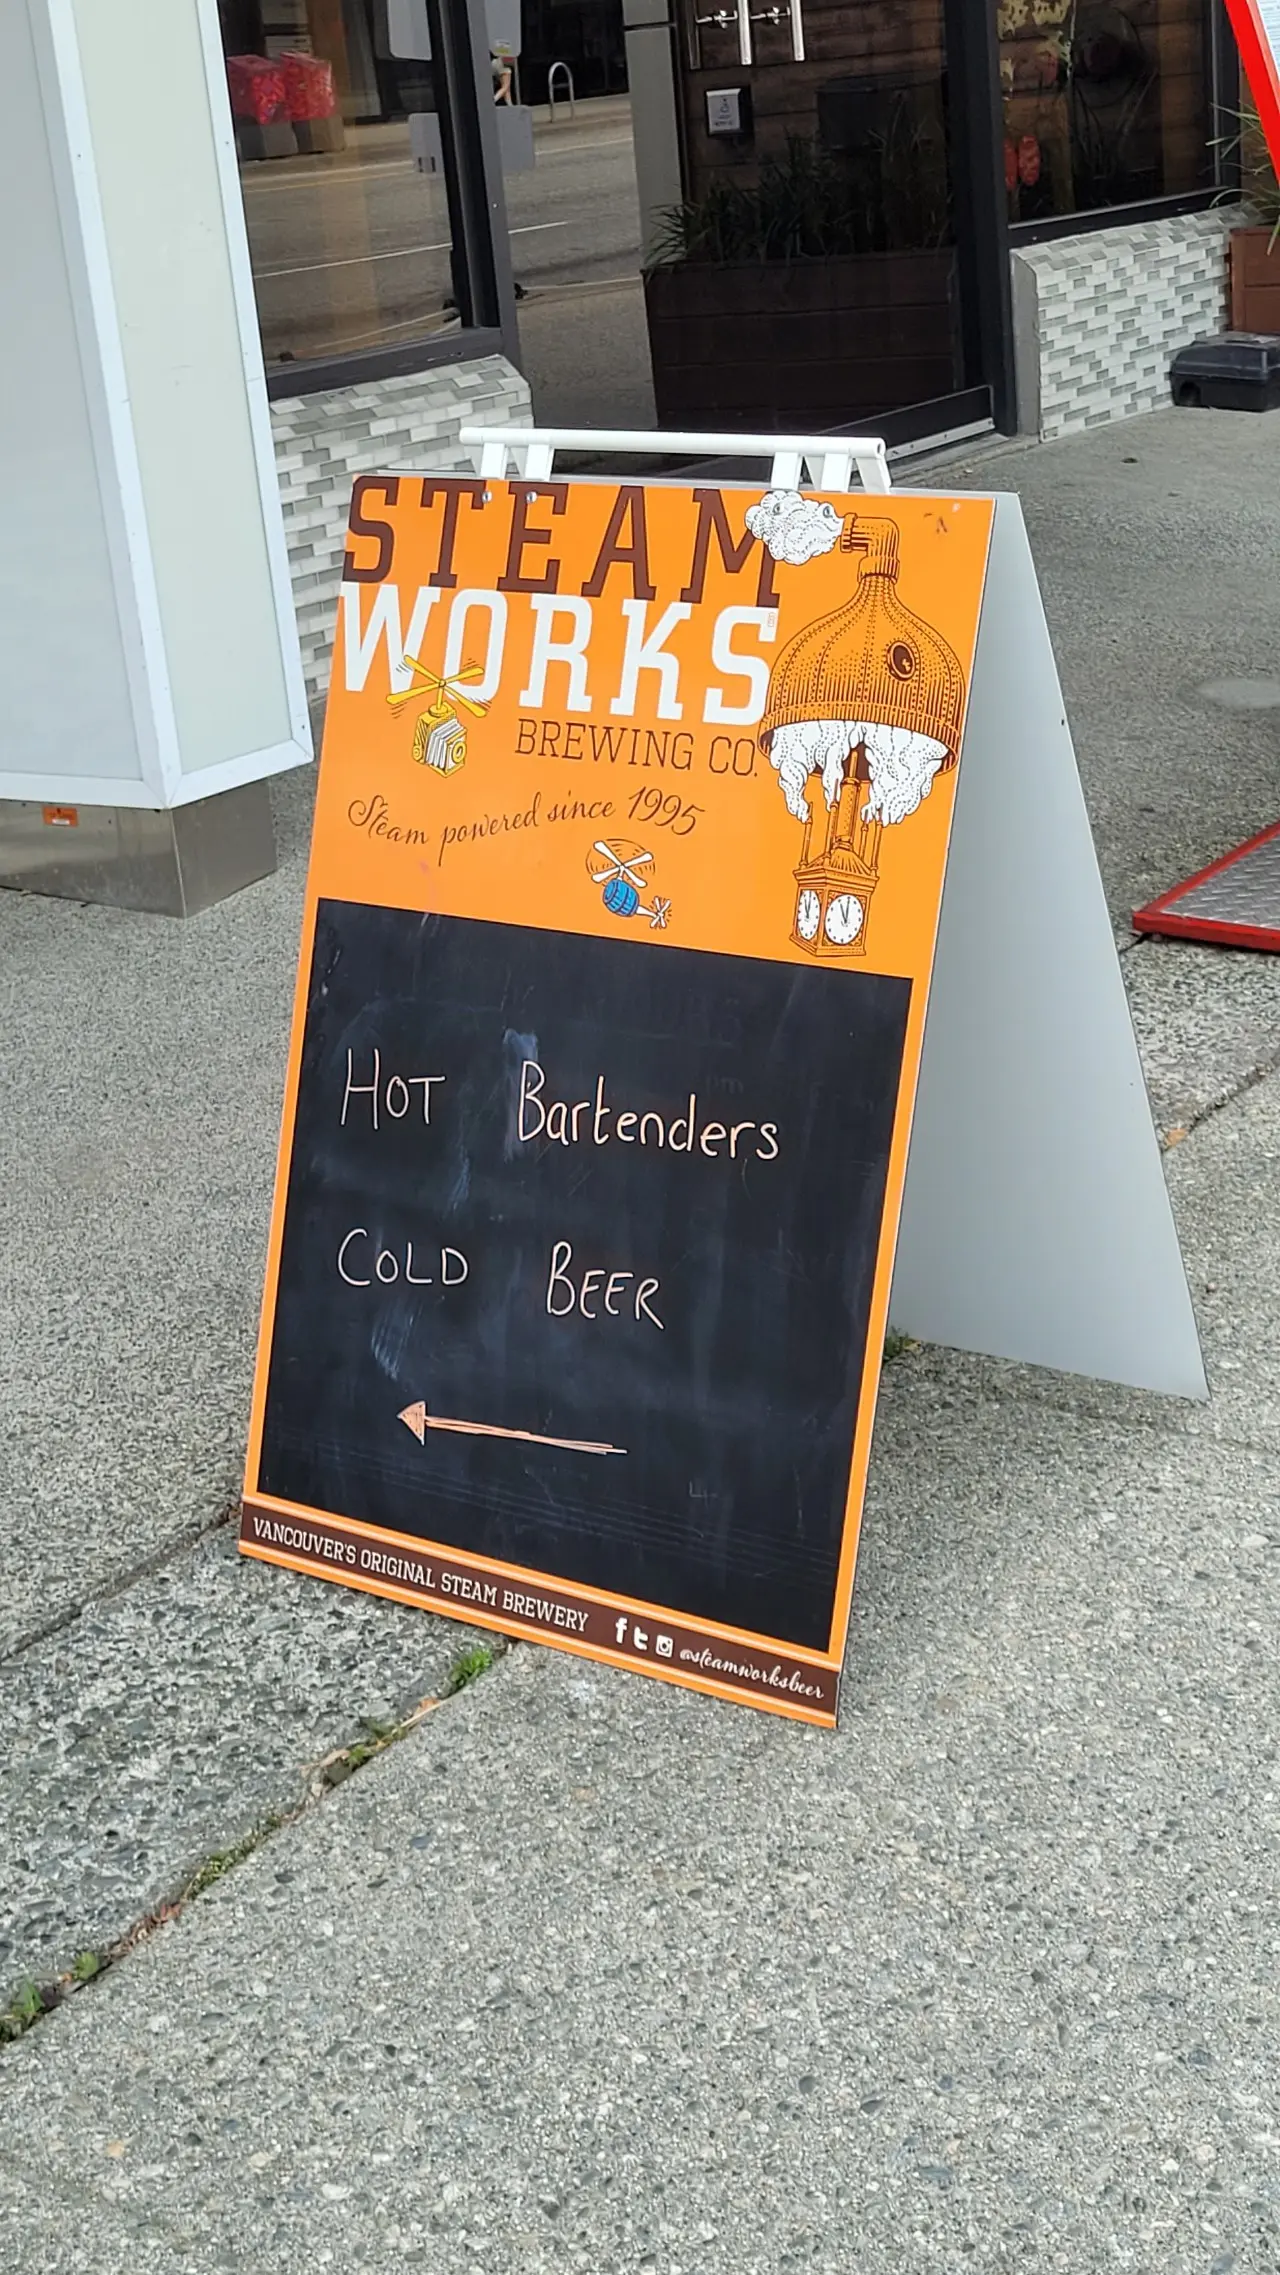 STEAM
WORKS
BREWING CO.
Steam powered since 1995
HOT Bartenders
COLD BEER
VANCOUVER'S ORIGINAL STEAM BREWERY
@steamworksbeer